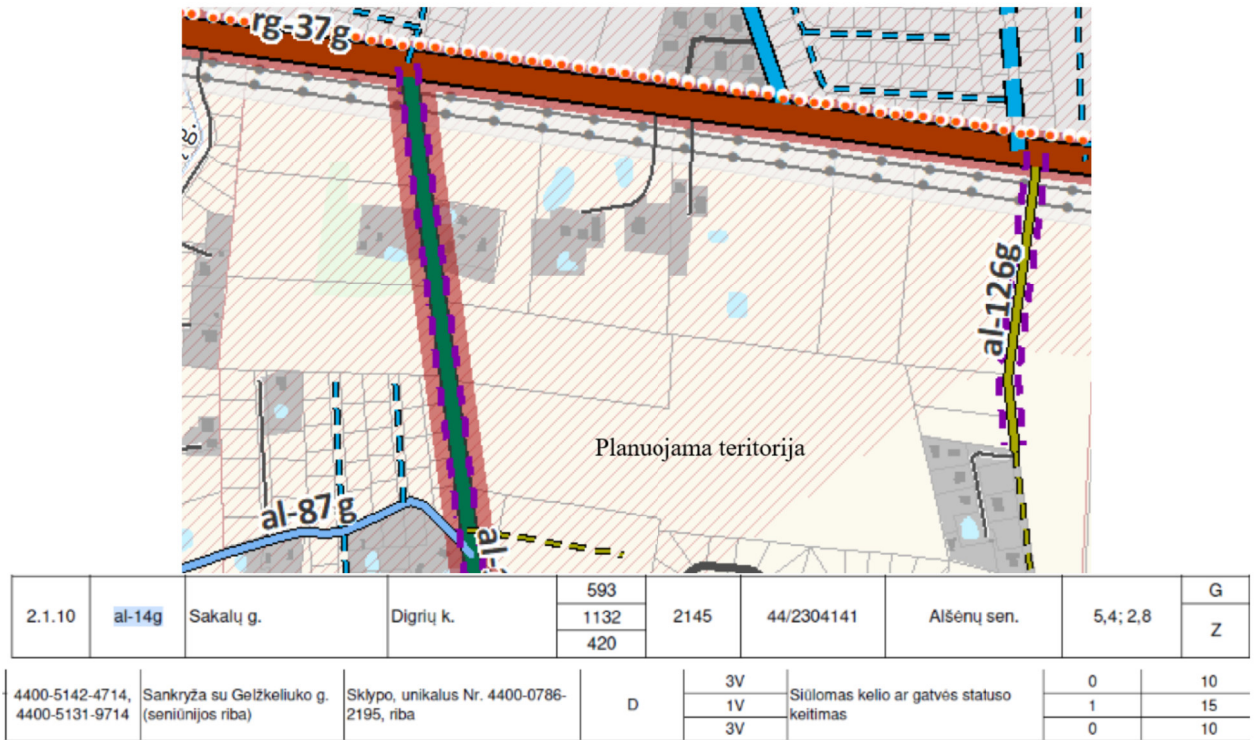 rg-37g
g.
al-126g
Planuojama teritorija
al-87g
al-
593
G
2.1.10 al-14g Sakalų g. Digrių k. 1132 2145 44/2304141 Alšėnų sen. 5,4; 2,8
Z
420
3V 0 10
4400-5142-4714, Sankryža su Gelžkeliuko g. Sklypo, unikalus Nr. 4400-0786- D 1V Siūlomas kelio ar gatvės statuso 1 15
4400-5131-9714 (seniūnijos riba) 2195, riba keitimas
3V 0 10